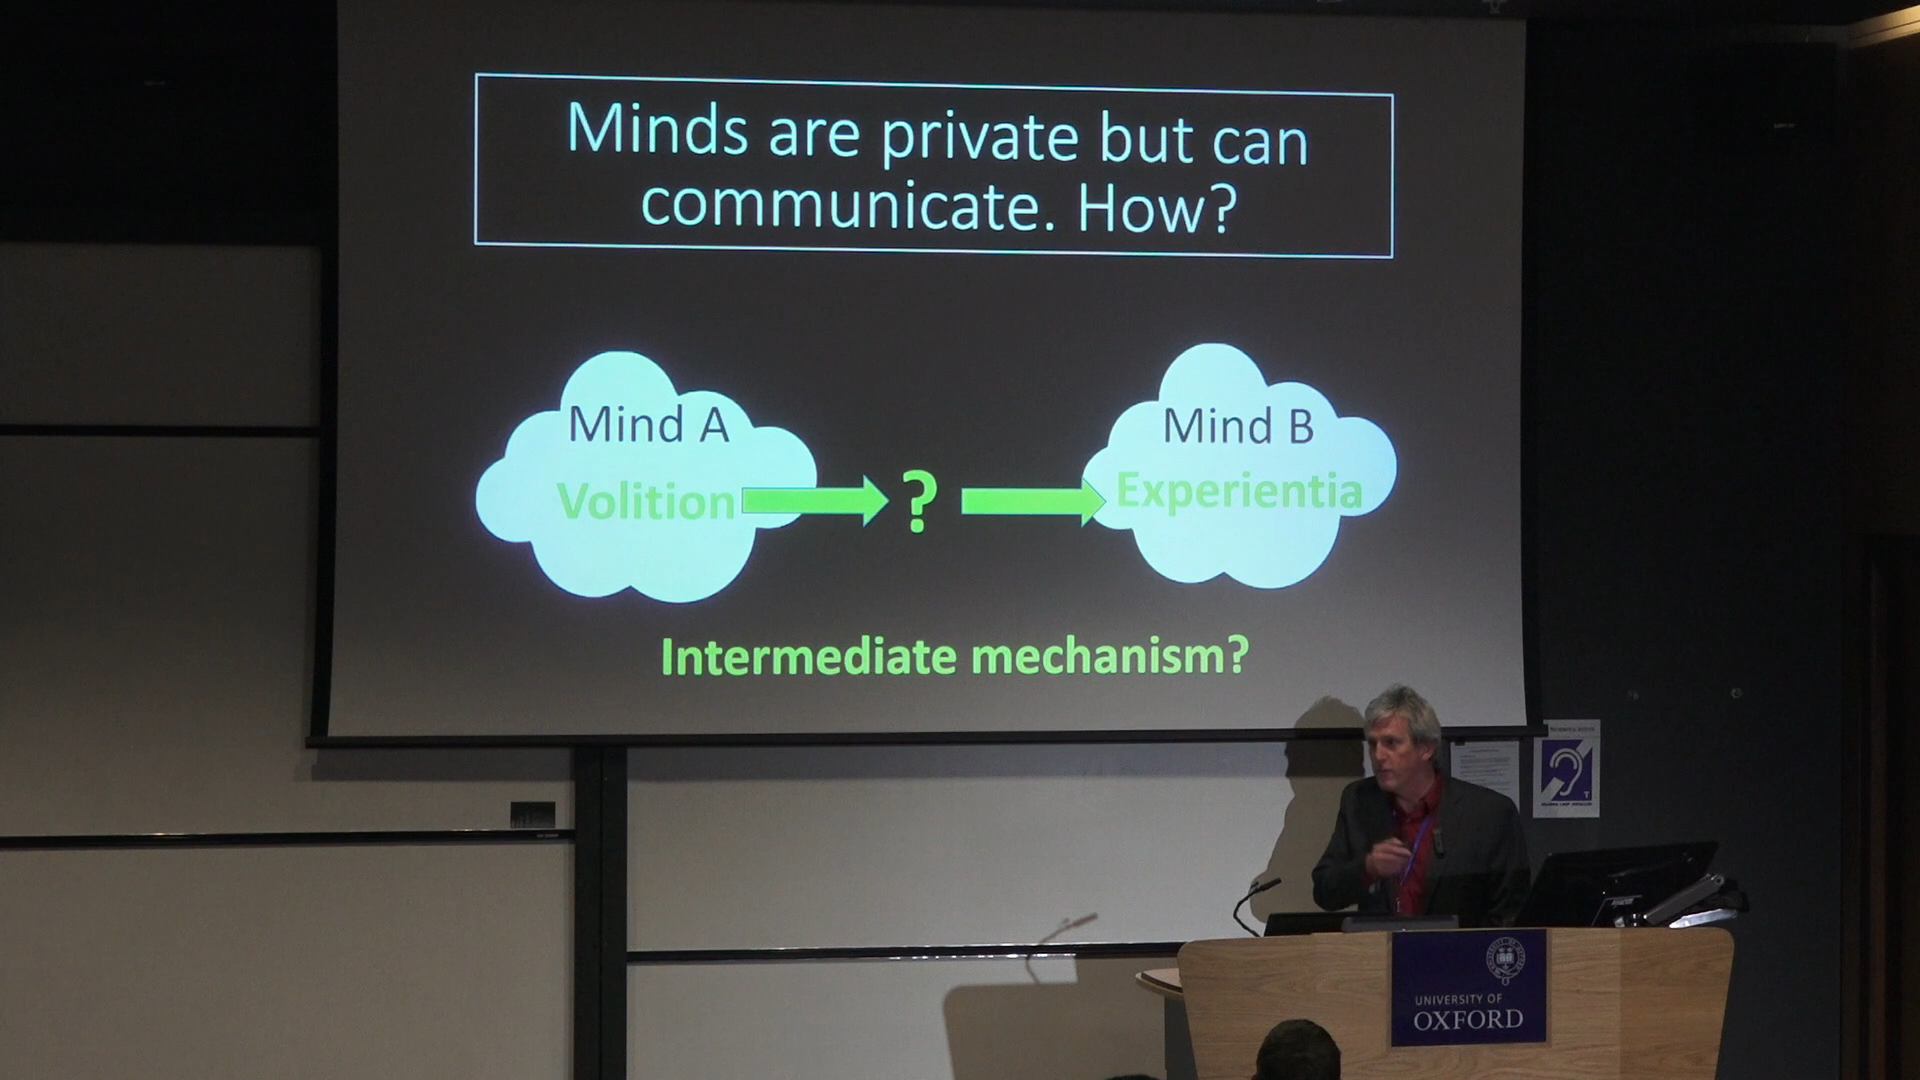 Minds are private but can
communicate. How?
Mind A
Volition
?
Mind B
Experientia
Intermediate mechanism?
T
UNIVERSITY OF
OXFORD